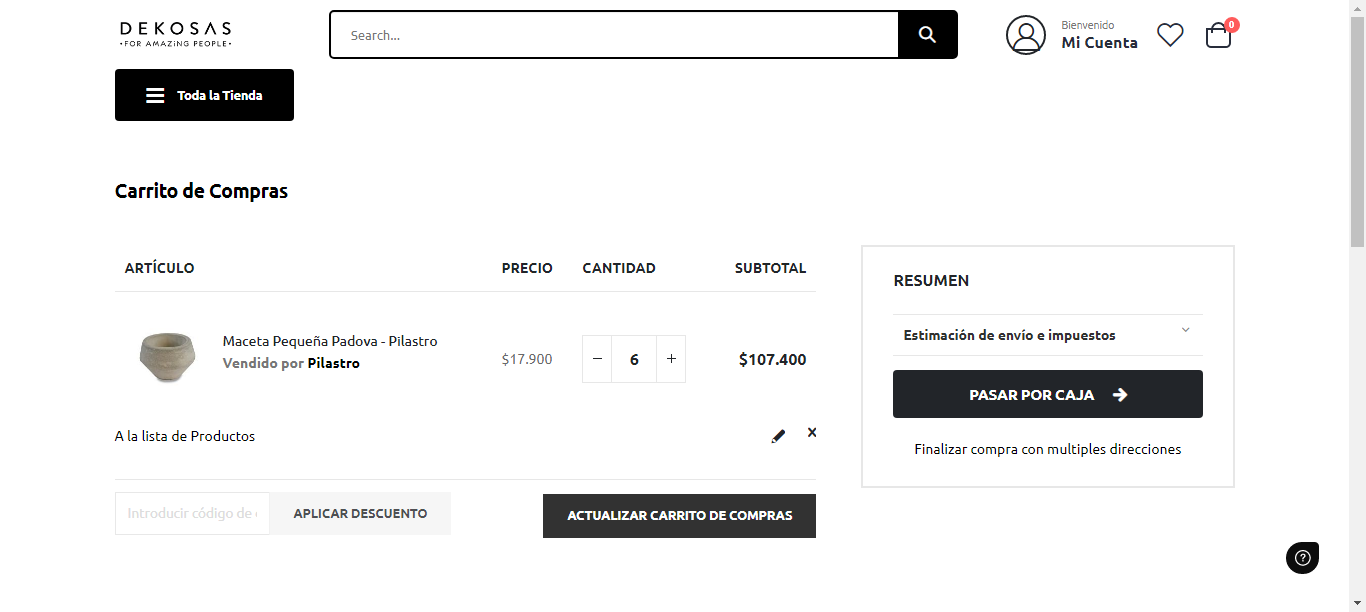 DEKOSAS
•FOR AMAZING PEOPLE•
Search...
Bienvenido
Mi Cuenta
0
Toda la Tienda
Carrito de Compras
ARTÍCULO PRECIO CANTIDAD SUBTOTAL
Maceta Pequeña Padova - Pilastro
Vendido por Pilastro
$17.900 − 6 + $107.400
A la lista de Productos
Introducir código de
APLICAR DESCUENTO
ACTUALIZAR CARRITO DE COMPRAS
RESUMEN
Estimación de envío e impuestos
PASAR POR CAJA
Finalizar compra con multiples direcciones